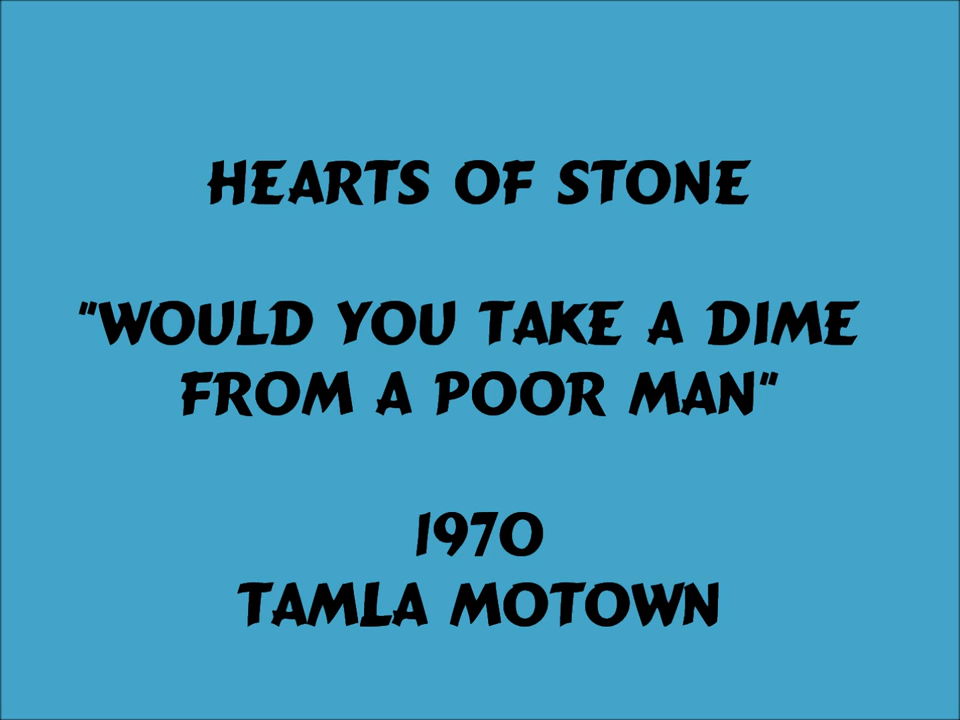 HEARTS OF STONE
"WOULD YOU TAKE A DIME
FROM A POOR MAN"
1970
TAMLA MOTOWN